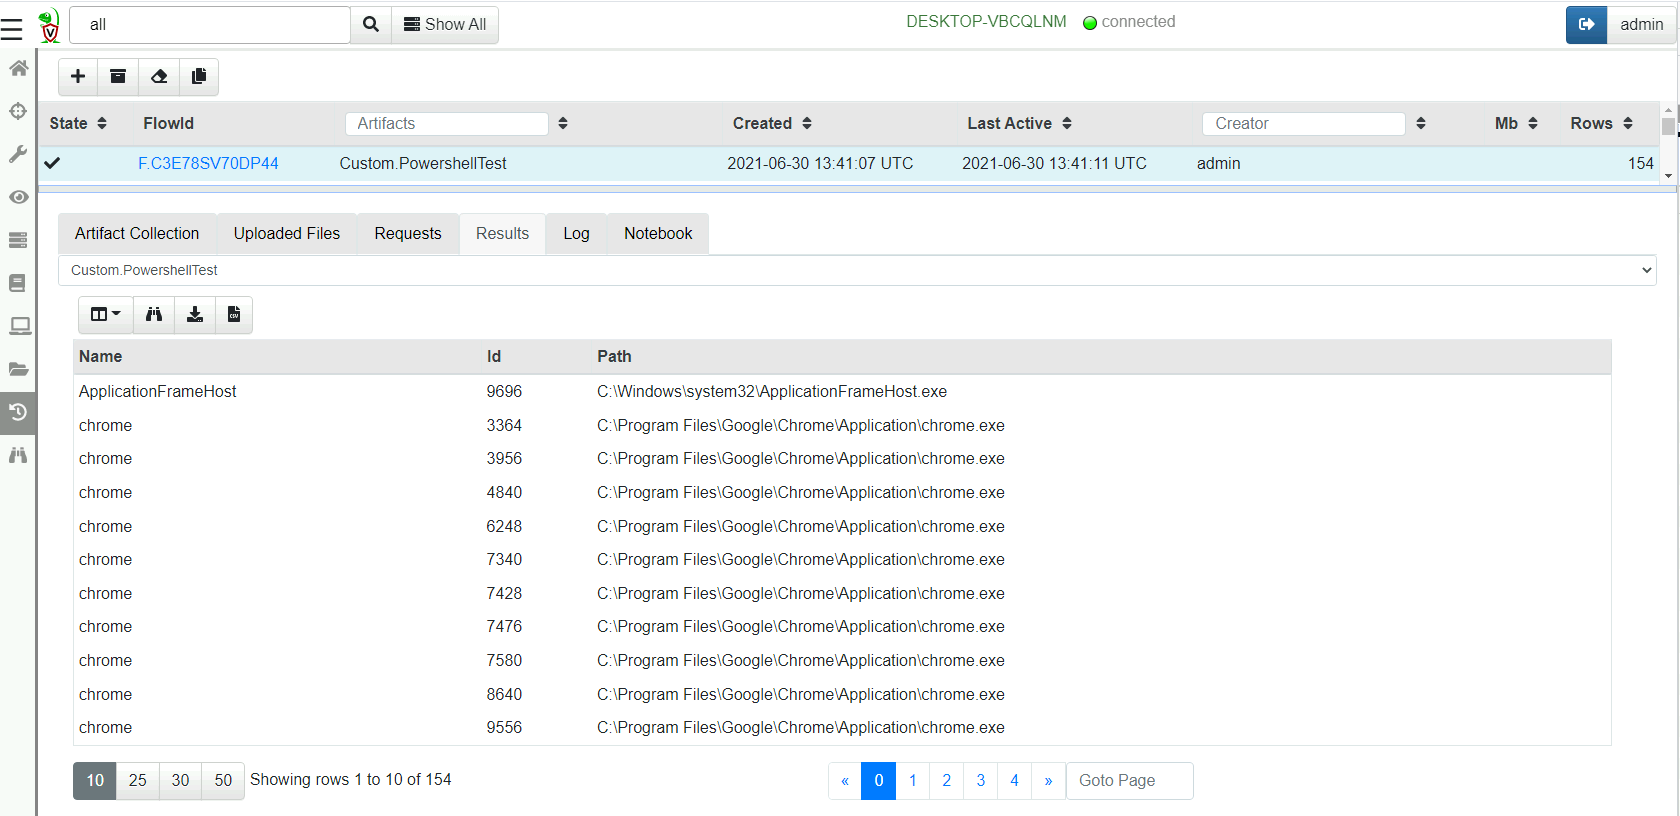 all Show All DESKTOP-VBCQLNM connected admin
State FlowId Artifacts Created Last Active Creator Mb Rows
F.C3E78SV70DP44 Custom.PowershellTest 2021-06-30 13:41:07 UTC 2021-06-30 13:41:11 UTC admin 154
Artifact Collection Uploaded Files Requests Results Log Notebook
Custom.PowershellTest
Name Id Path
ApplicationFrameHost 9696 C:\Windows\system32\ApplicationFrameHost.exe
chrome 3364 C:\Program Files\Google\Chrome\Application\chrome.exe
chrome 3956 C:\Program Files\Google\Chrome\Application\chrome.exe
chrome 4840 C:\Program Files\Google\Chrome\Application\chrome.exe
chrome 6248 C:\Program Files\Google\Chrome\Application\chrome.exe
chrome 7340 C:\Program Files\Google\Chrome\Application\chrome.exe
chrome 7428 C:\Program Files\Google\Chrome\Application\chrome.exe
chrome 7476 C:\Program Files\Google\Chrome\Application\chrome.exe
chrome 7580 C:\Program Files\Google\Chrome\Application\chrome.exe
chrome 8640 C:\Program Files\Google\Chrome\Application\chrome.exe
chrome 9556 C:\Program Files\Google\Chrome\Application\chrome.exe
10 25 30 50 Showing rows 1 to 10 of 154 « 0 1 2 3 4 » Goto Page